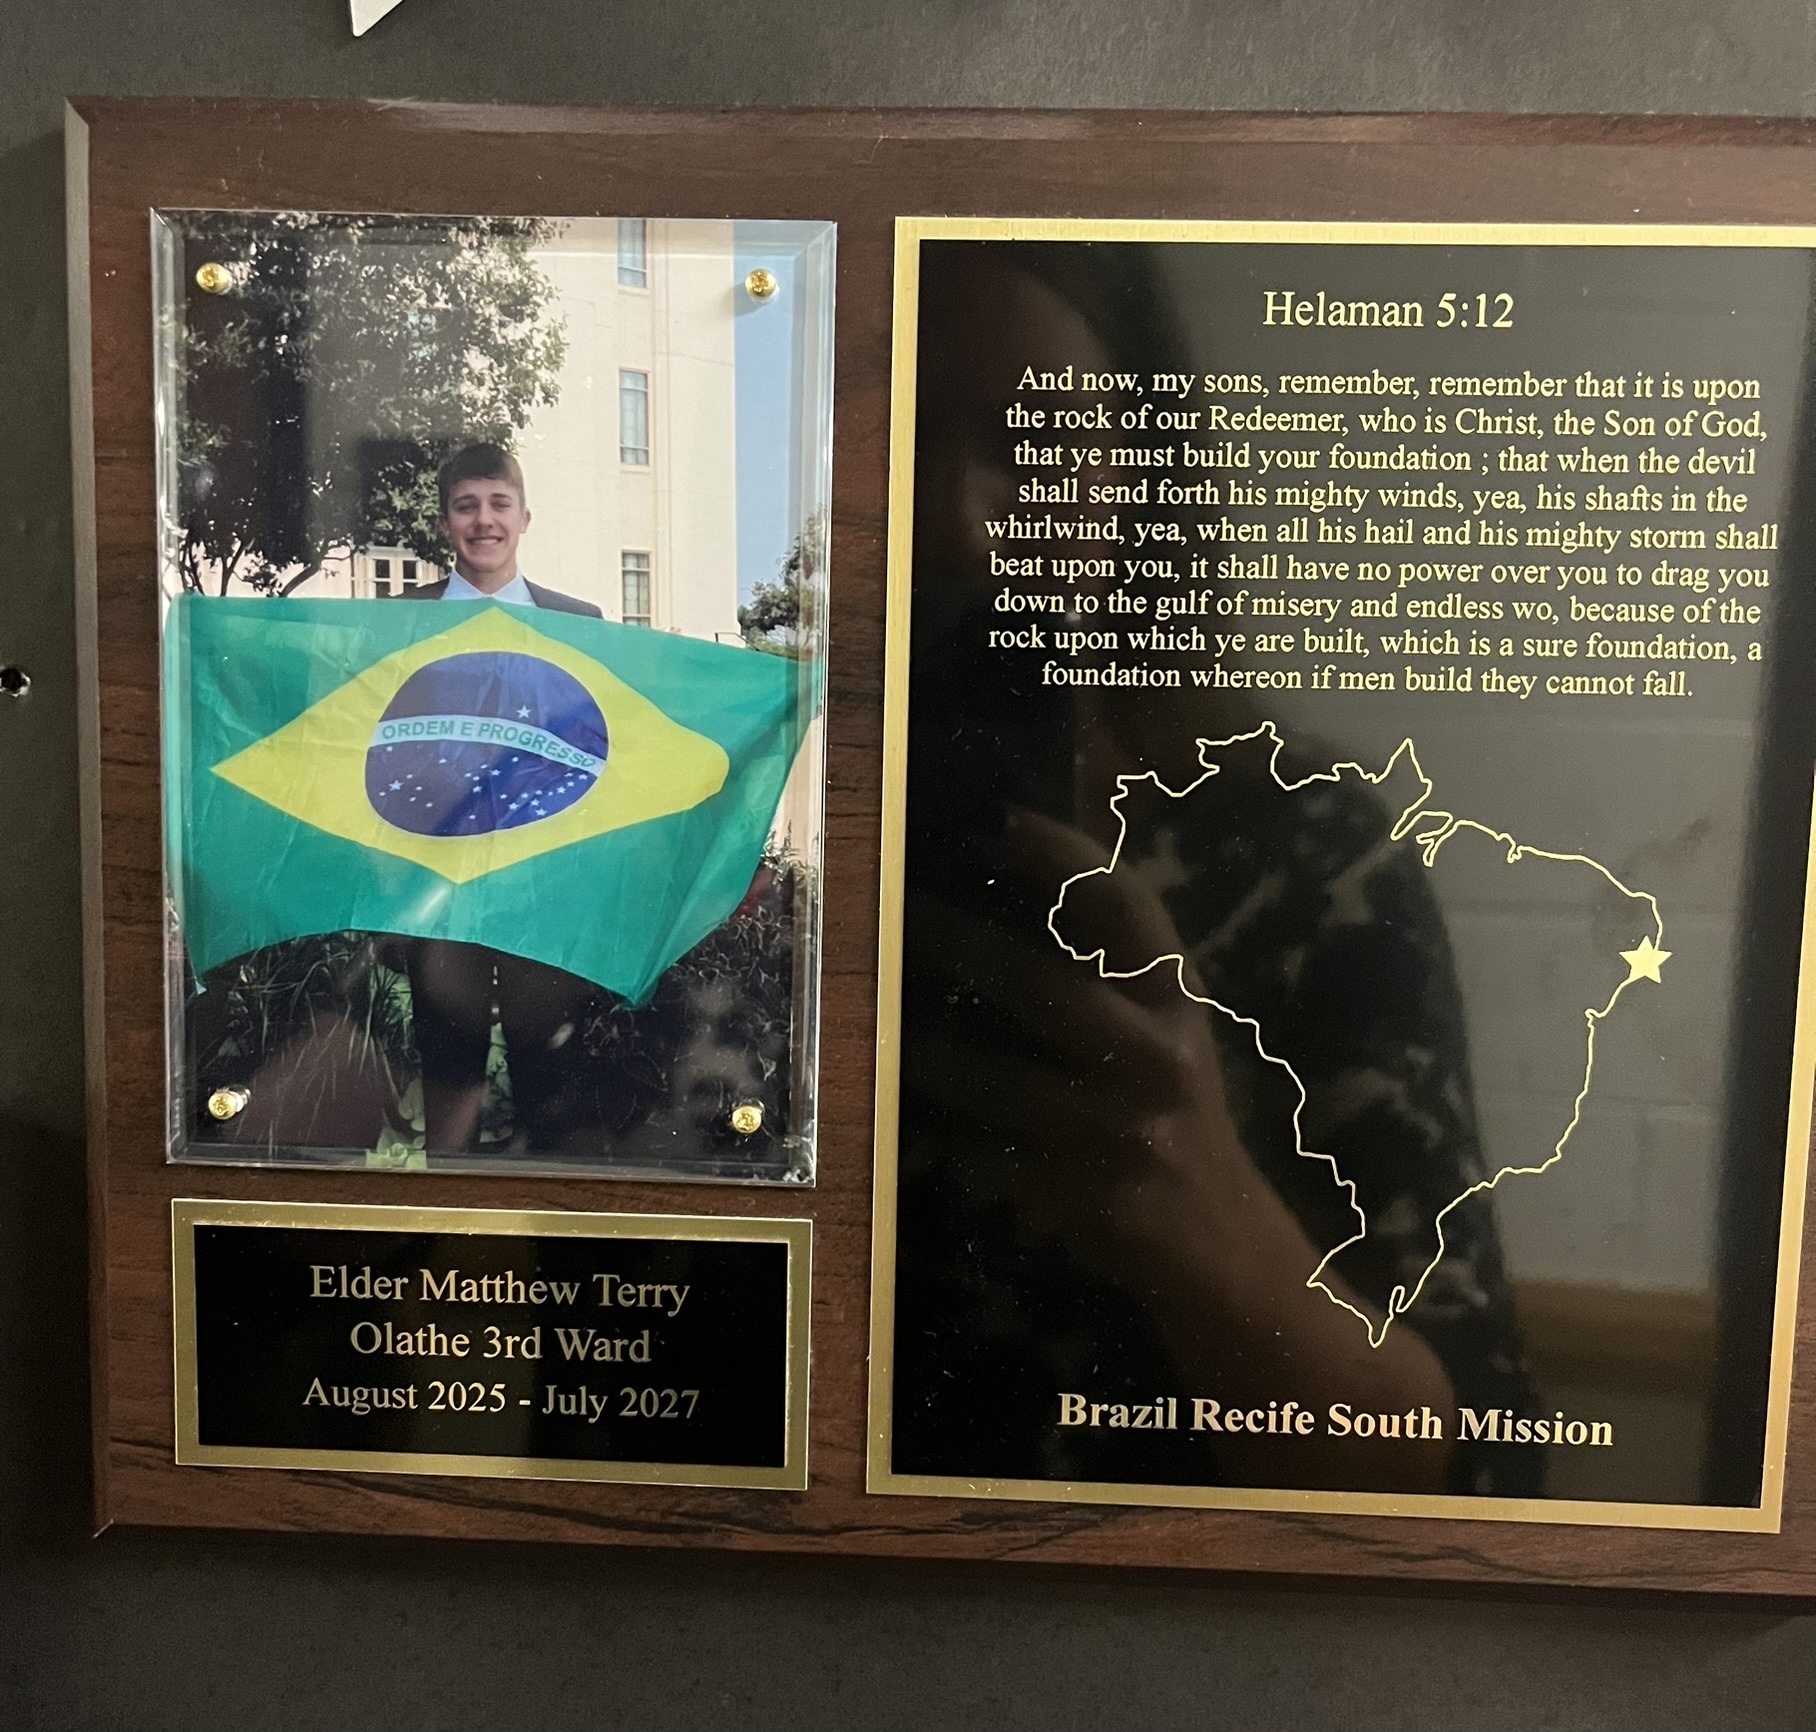 ORDEM E PROGRESSO
Elder Matthew Terry
Olathe 3rd Ward
August 2025 - July 2027
Helaman 5:12
And now, my sons, remember, remember that it is upon
the rock of our Redeemer, who is Christ, the Son of God,
that ye must build your foundation ; that when the devil
shall send forth his mighty winds, yea, his shafts in the
whirlwind, yea, when all his hail and his mighty storm shall
beat upon you, it shall have no power over you to drag you
down to the gulf of misery and endless wo, because of the
rock upon which ye are built, which is a sure foundation, a
foundation whereon if men build they cannot fall.
Brazil Recife South Mission